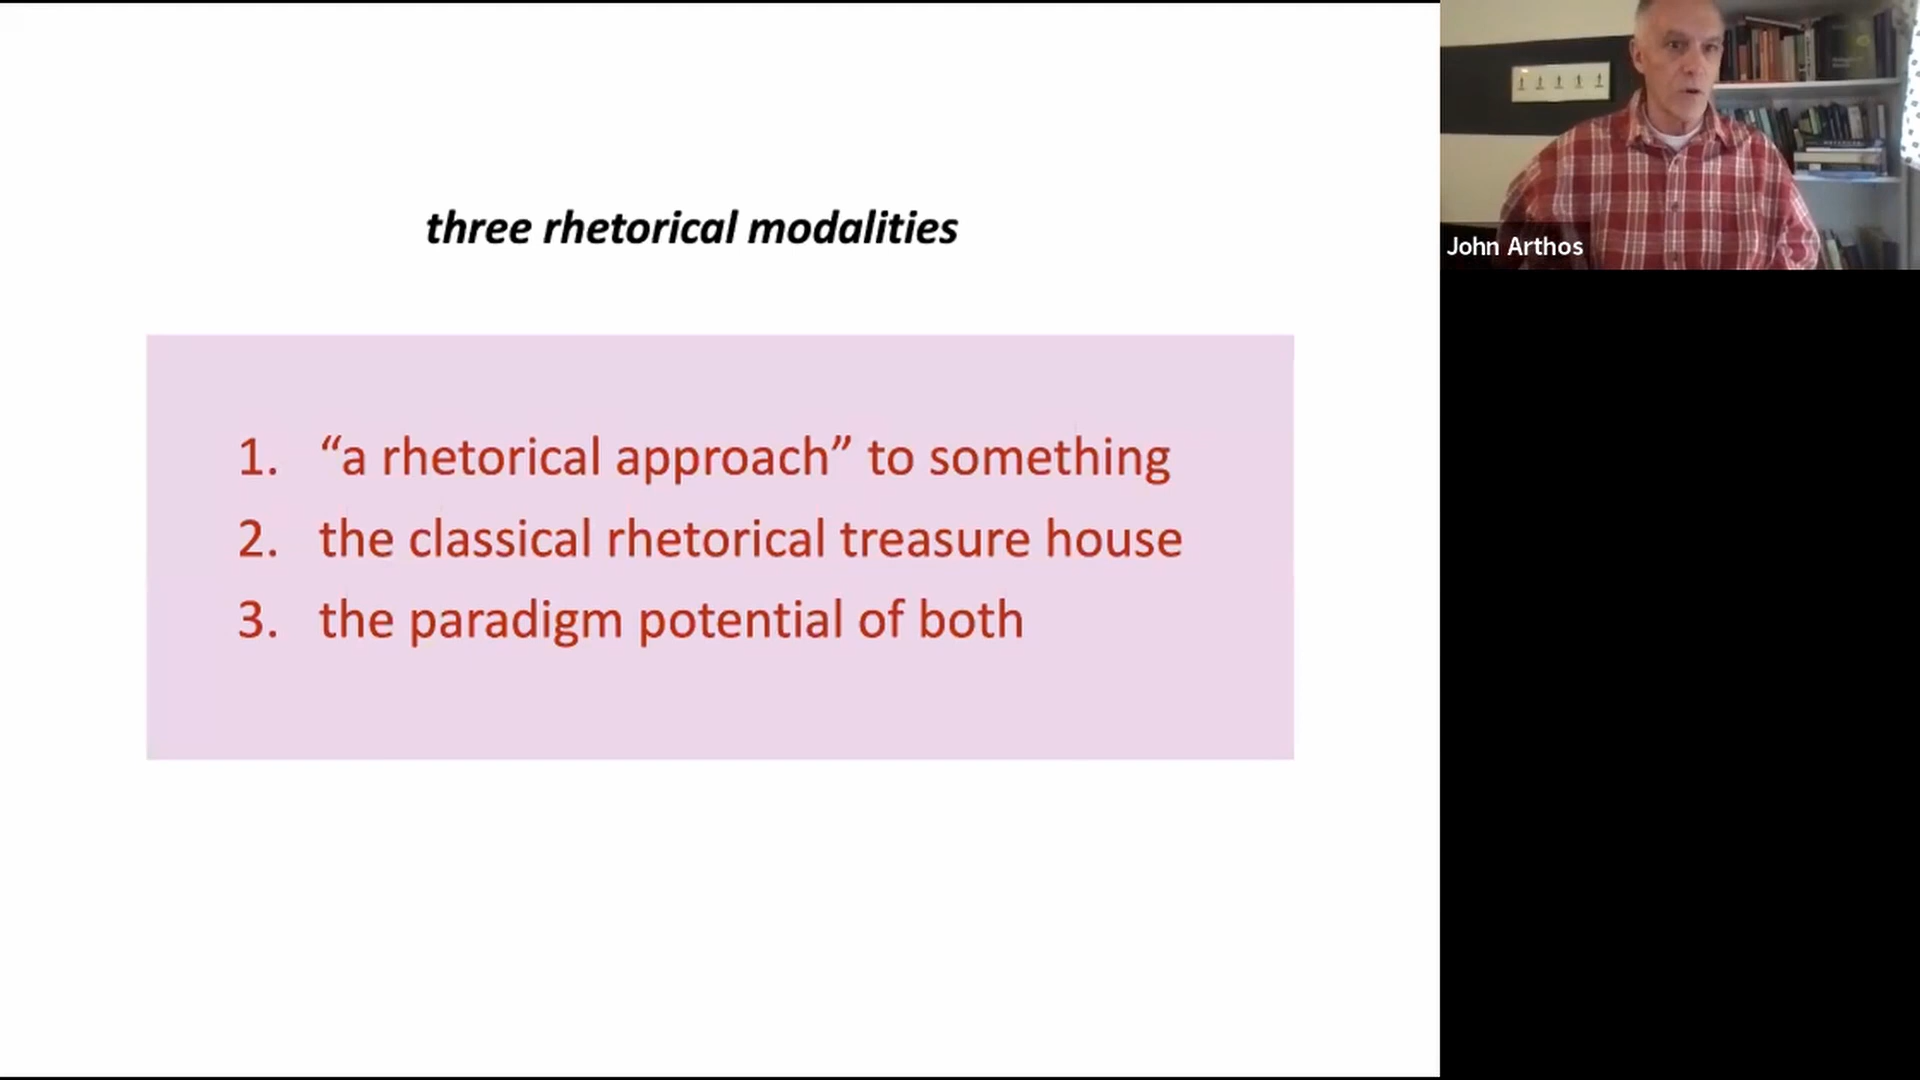 three rhetorical modalities
1. “a rhetorical approach” to something
2. the classical rhetorical treasure house
3. the paradigm potential of both
John Arthos